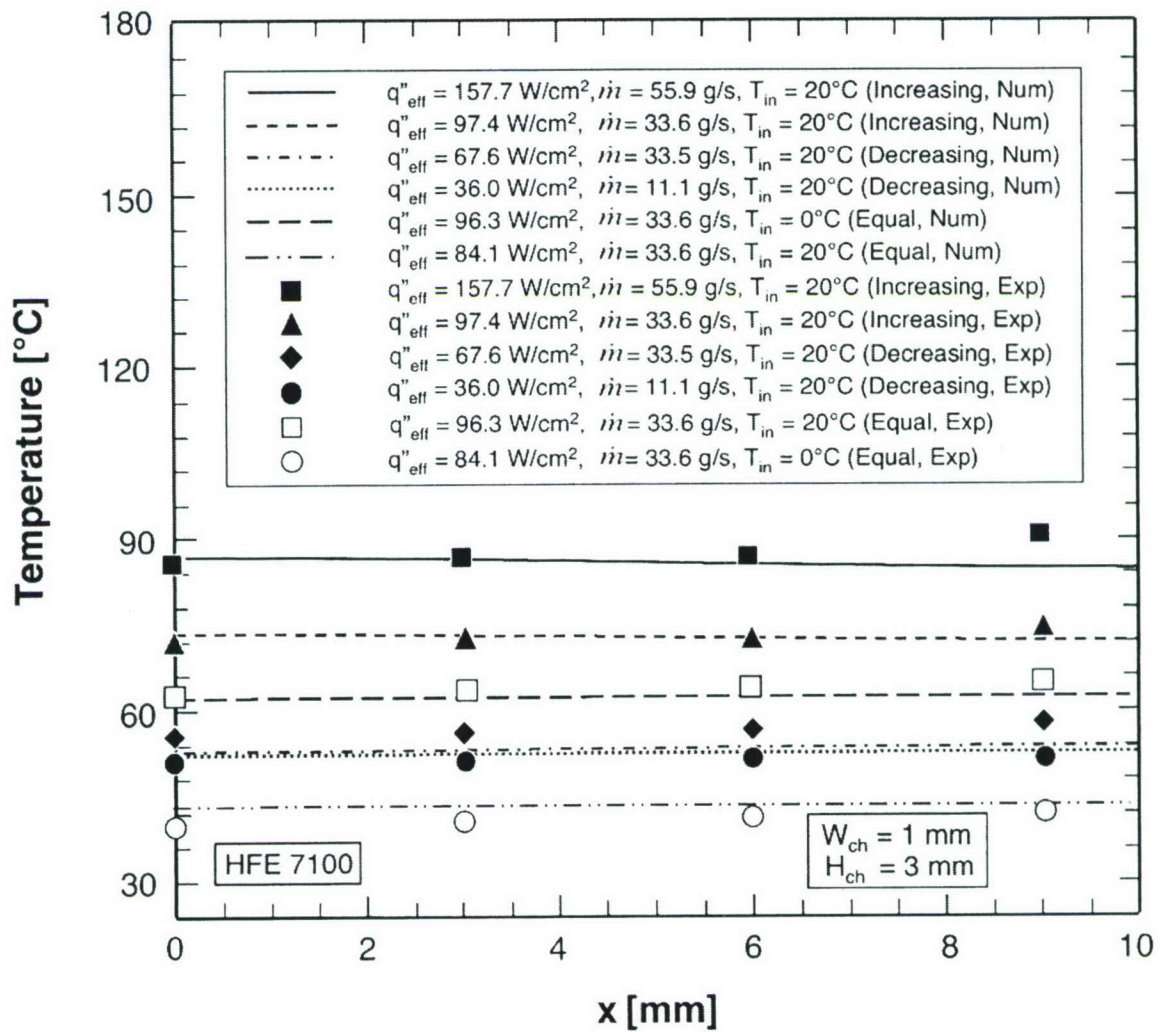 180
q"eff = 157.7 W/cm², ṁ = 55.9 g/s, Tin = 20°C (Increasing, Num)
q"eff = 97.4 W/cm², ṁ = 33.6 g/s, Tin = 20°C (Increasing, Num)
q"eff = 67.6 W/cm², ṁ = 33.5 g/s, Tin = 20°C (Decreasing, Num)
q"eff = 36.0 W/cm², ṁ = 11.1 g/s, Tin = 20°C (Decreasing, Num)
q"eff = 96.3 W/cm², ṁ = 33.6 g/s, Tin = 0°C (Equal, Num)
q"eff = 84.1 W/cm², ṁ = 33.6 g/s, Tin = 20°C (Equal, Num)
q"eff = 157.7 W/cm², ṁ = 55.9 g/s, Tin = 20°C (Increasing, Exp)
q"eff = 97.4 W/cm², ṁ = 33.6 g/s, Tin = 20°C (Increasing, Exp)
q"eff = 67.6 W/cm², ṁ = 33.5 g/s, Tin = 20°C (Decreasing, Exp)
q"eff = 36.0 W/cm², ṁ = 11.1 g/s, Tin = 20°C (Decreasing, Exp)
q"eff = 96.3 W/cm², ṁ = 33.6 g/s, Tin = 20°C (Equal, Exp)
q"eff = 84.1 W/cm², ṁ = 33.6 g/s, Tin = 0°C (Equal, Exp)
150
120
90
60
30
Temperature [°C]
HFE 7100
Wch = 1 mm
Hch = 3 mm
0 2 4 6 8 10
x [mm]